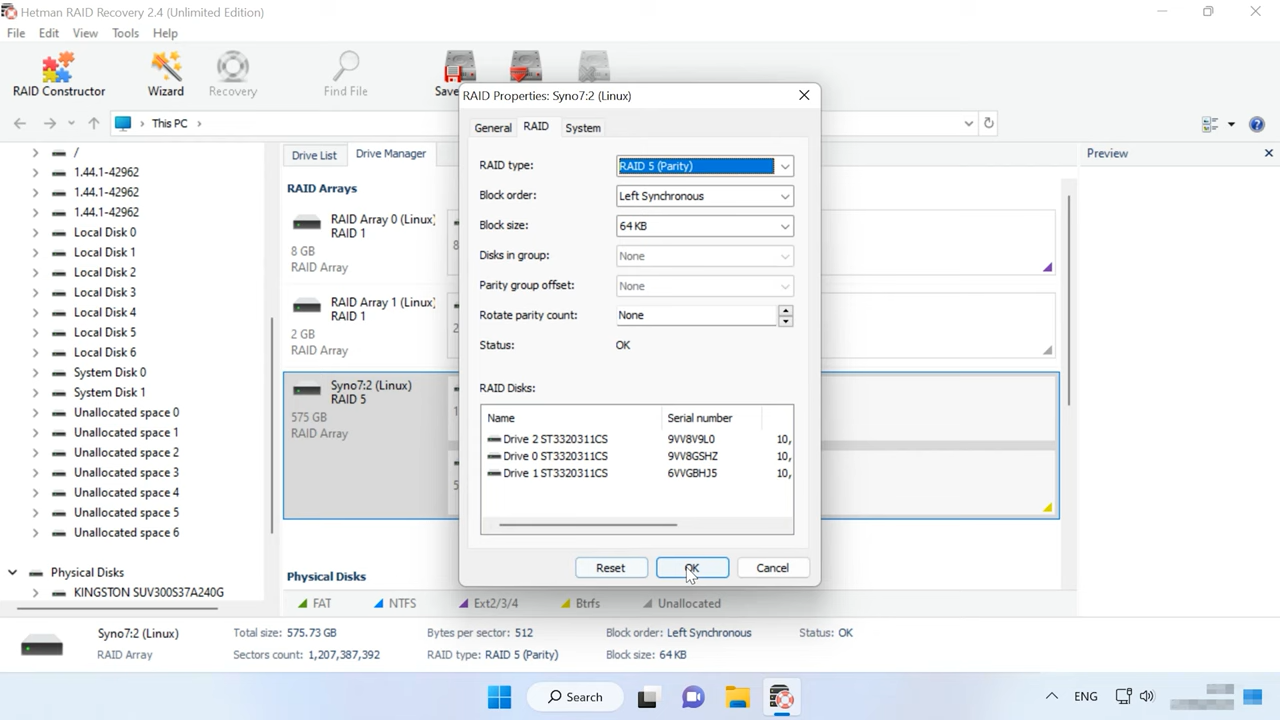 Hetman RAID Recovery 2.4 (Unlimited Edition)
File Edit View Tools Help
RAID Constructor Wizard Recovery Find File Save
This PC
/
1.44.1-42962
1.44.1-42962
1.44.1-42962
Local Disk 0
Local Disk 1
Local Disk 2
Local Disk 3
Local Disk 4
Local Disk 5
Local Disk 6
System Disk 0
System Disk 1
Unallocated space 0
Unallocated space 1
Unallocated space 2
Unallocated space 3
Unallocated space 4
Unallocated space 5
Unallocated space 6
Physical Disks
KINGSTON SUV300S37A240G
Drive List Drive Manager
RAID Arrays
RAID Array 0 (Linux)
RAID 1
8 GB
RAID Array
RAID Array 1 (Linux)
RAID 1
2 GB
RAID Array
Syno7:2 (Linux)
RAID 5
575 GB
RAID Array
Physical Disks
FAT NTFS Ext2/3/4 Btrfs Unallocated
RAID Properties: Syno7:2 (Linux)
General RAID System
RAID type: RAID 5 (Parity)
Block order: Left Synchronous
Block size: 64 KB
Disks in group: None
Parity group offset: None
Rotate parity count: None
Status: OK
RAID Disks:
Name Serial number
Drive 2 ST3320311CS 9VV8V9L0 10,
Drive 0 ST3320311CS 9VV8GSHZ 10,
Drive 1 ST3320311CS 6VVGBHJ5 10,
Reset OK Cancel
Preview
Syno7:2 (Linux) Total size: 575.73 GB Bytes per sector: 512 Block order: Left Synchronous Status: OK
RAID Array Sectors count: 1,207,387,392 RAID type: RAID 5 (Parity) Block size: 64 KB
Search ENG